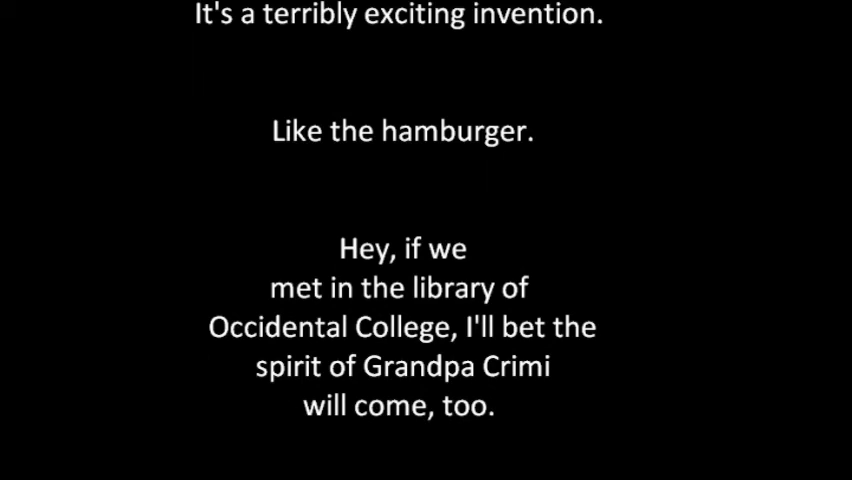 It's a terribly exciting invention.
Like the hamburger.
Hey, if we
met in the library of
Occidental College, I'll bet the
spirit of Grandpa Crimi
will come, too.